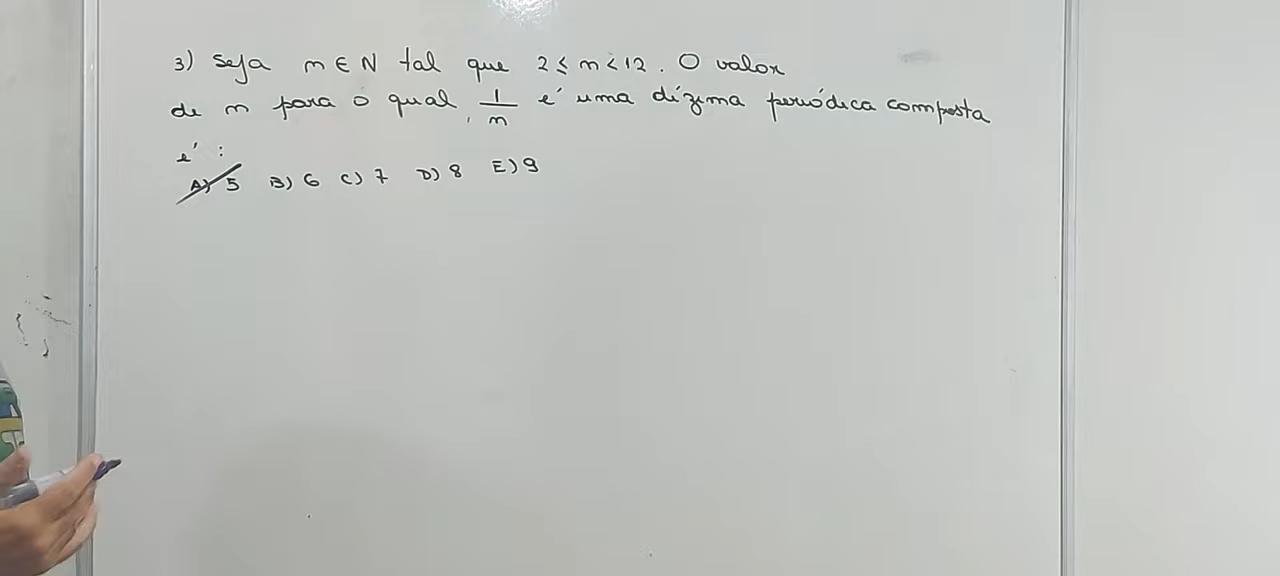 3) Seja m ∈ N tal que 2 ≤ m < 12. O valor
de m para o qual, 1/m é uma dízima periódica composta
é :
A) 5 B) 6 C) 7 D) 8 E) 9